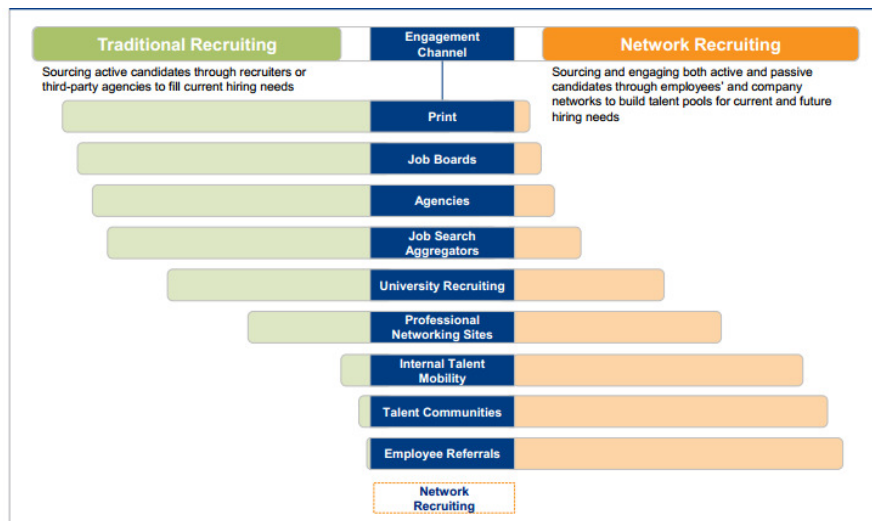 Traditional Recruiting
Engagement
Channel
Network Recruiting
Sourcing active candidates through recruiters or
third-party agencies to fill current hiring needs
Sourcing and engaging both active and passive
candidates through employees' and company
networks to build talent pools for current and future
hiring needs
Print
Job Boards
Agencies
Job Search
Aggregators
University Recruiting
Professional
Networking Sites
Internal Talent
Mobility
Talent Communities
Employee Referrals
Network
Recruiting